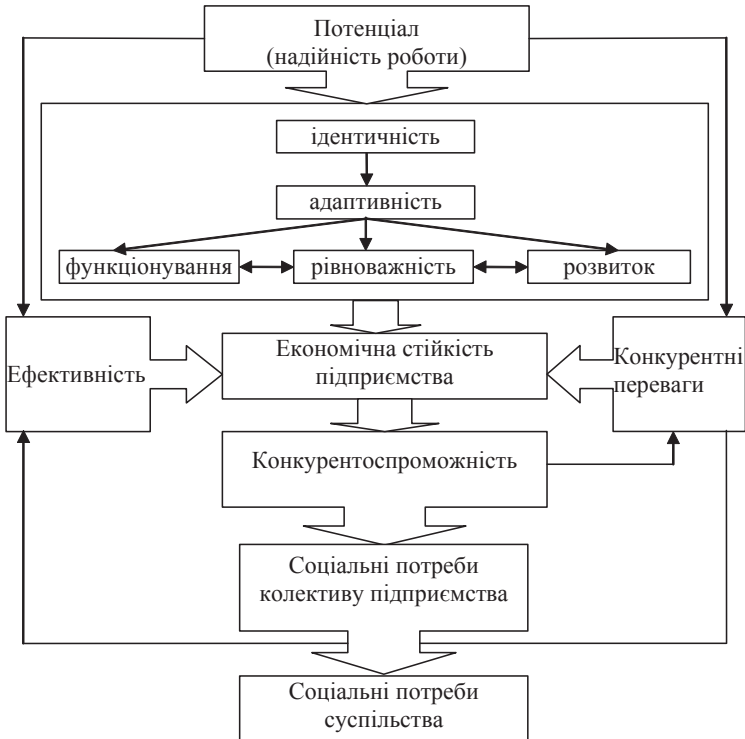 Потенціал
(надійність роботи)
ідентичність
адаптивність
функціонування
рівноважність
розвиток
Ефективність
Економічна стійкість
підприємства
Конкурентні
переваги
Конкурентоспроможність
Соціальні потреби
колективу підприємства
Соціальні потреби
суспільства